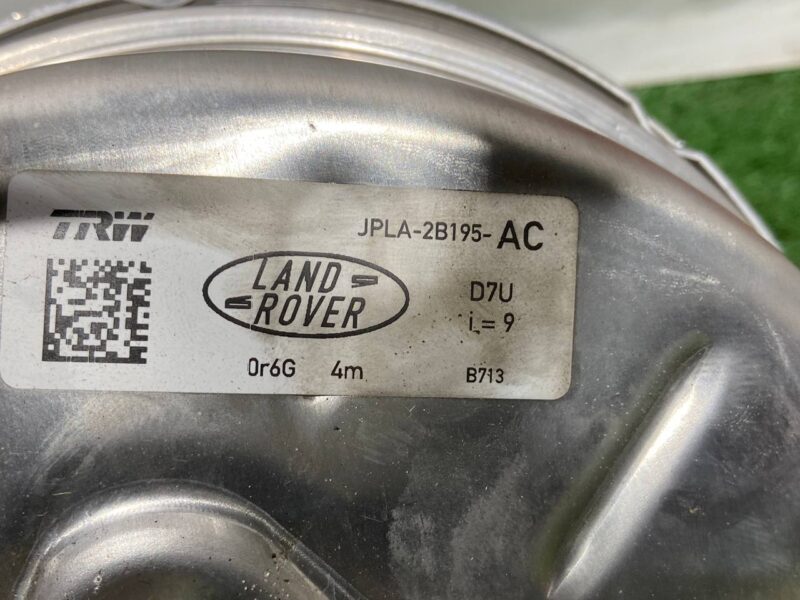 TRW
JPLA-2B195-AC
LAND
ROVER
D7U
i = 9
0r6G 4m
B713